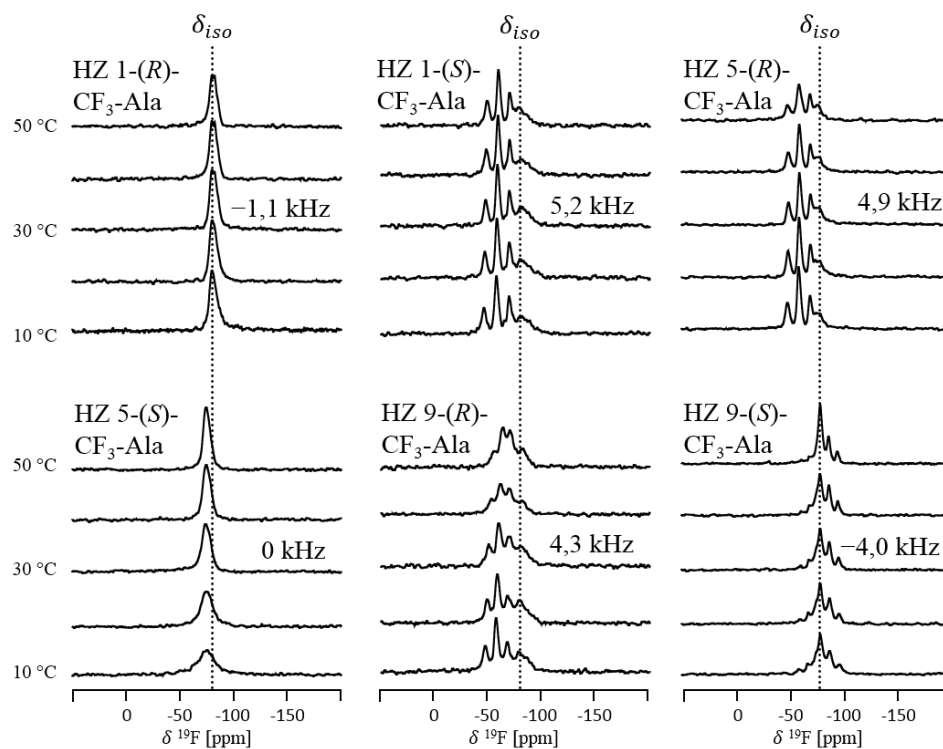 δiso
δiso
δiso
HZ 1-(R)-
CF₃-Ala
HZ 1-(S)-
CF₃-Ala
HZ 5-(R)-
CF₃-Ala
50 °C
−1,1 kHz
5,2 kHz
4,9 kHz
30 °C
10 °C
HZ 5-(S)-
CF₃-Ala
HZ 9-(R)-
CF₃-Ala
HZ 9-(S)-
CF₃-Ala
50 °C
0 kHz
4,3 kHz
−4,0 kHz
30 °C
10 °C
0 -50 -100 -150
0 -50 -100 -150
0 -50 -100 -150
δ ¹⁹F [ppm]
δ ¹⁹F [ppm]
δ ¹⁹F [ppm]